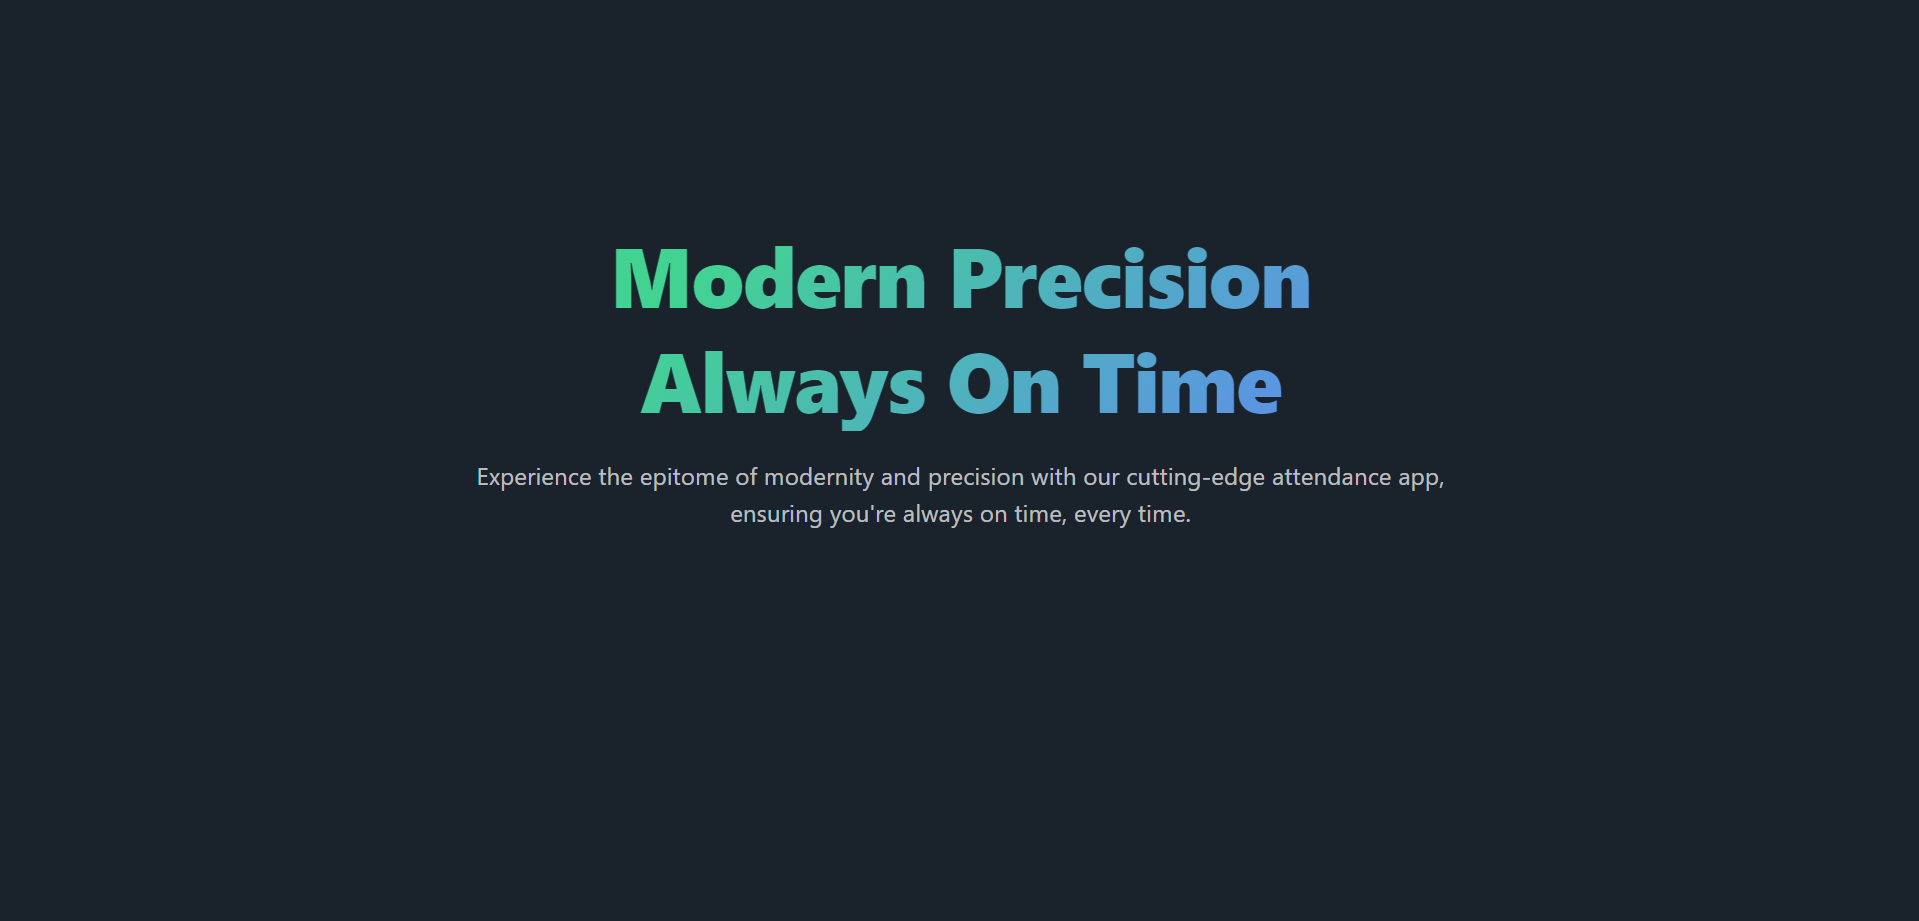 Modern Precision
Always On Time
Experience the epitome of modernity and precision with our cutting-edge attendance app,
ensuring you're always on time, every time.